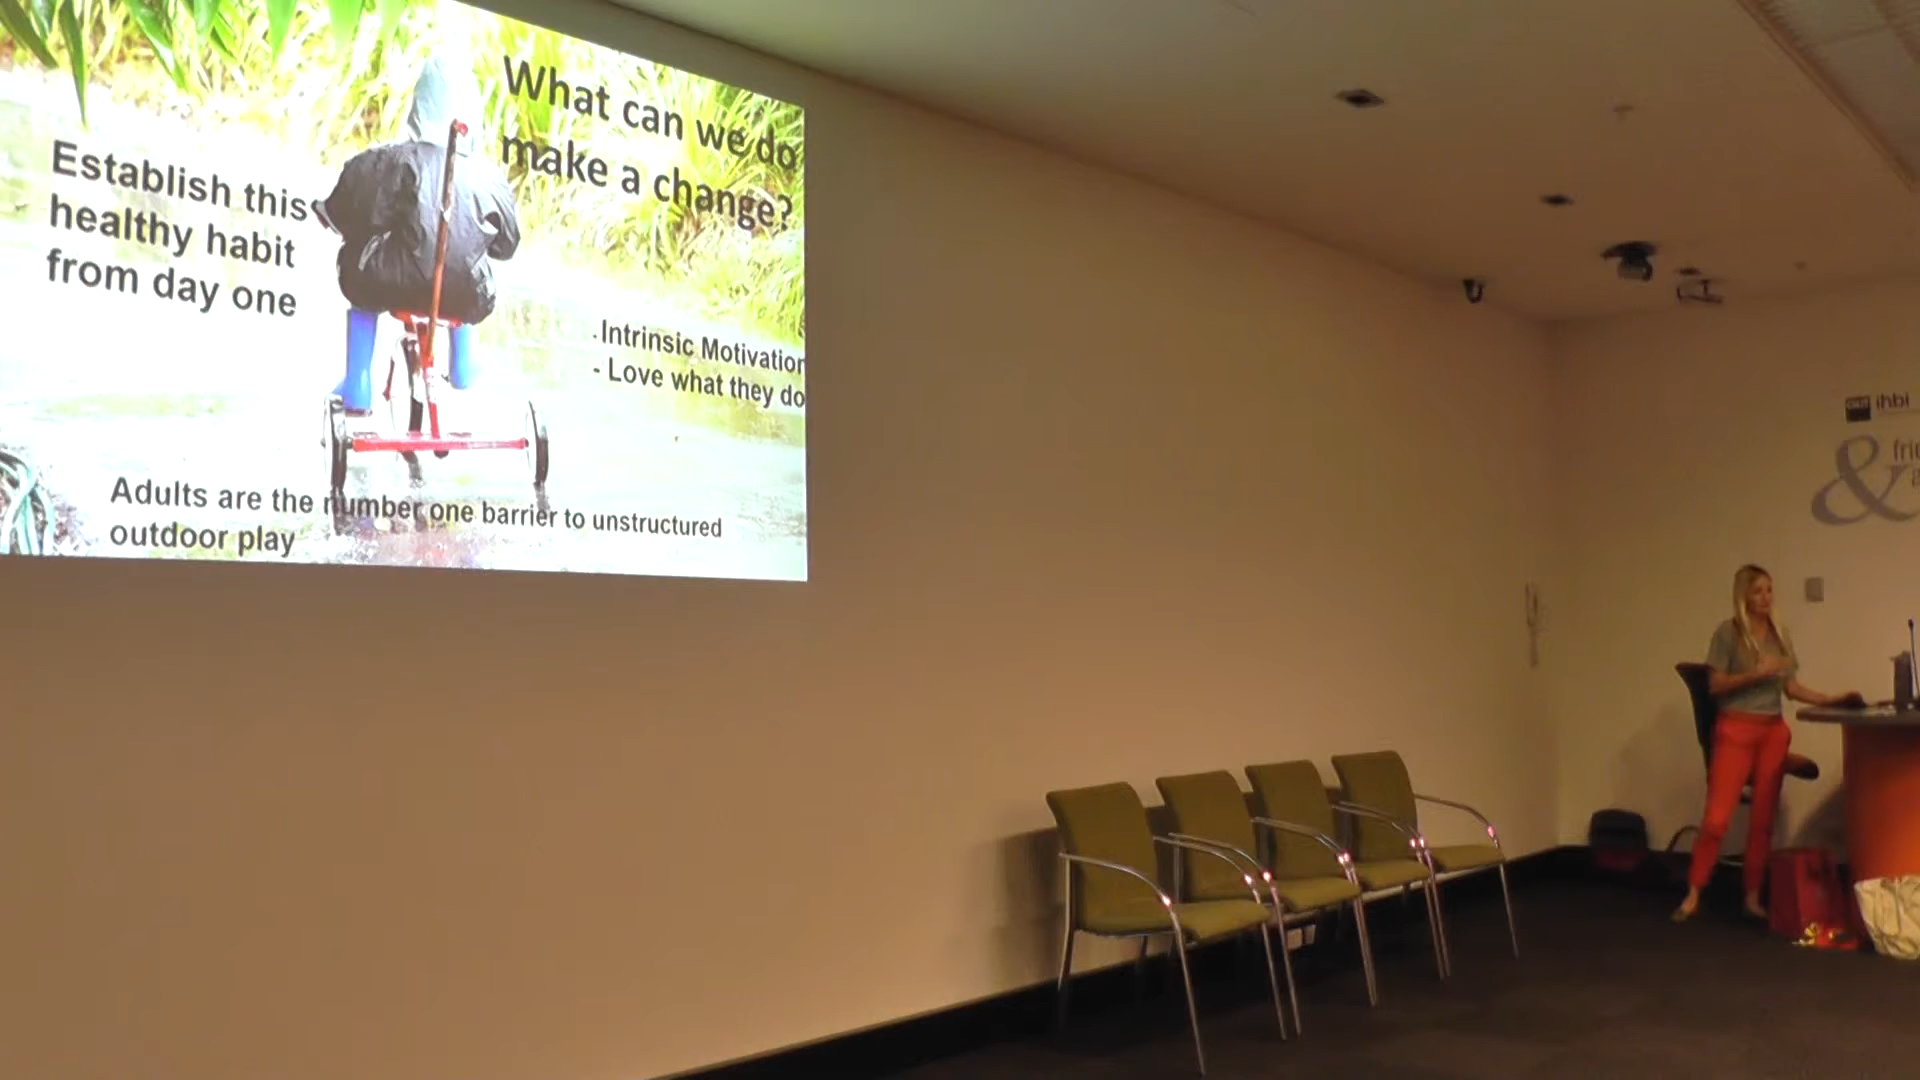 What can we do
make a change?
Establish this
healthy habit
from day one
.Intrinsic Motivation
- Love what they do
Adults are the number one barrier to unstructured
outdoor play
ihbi
&